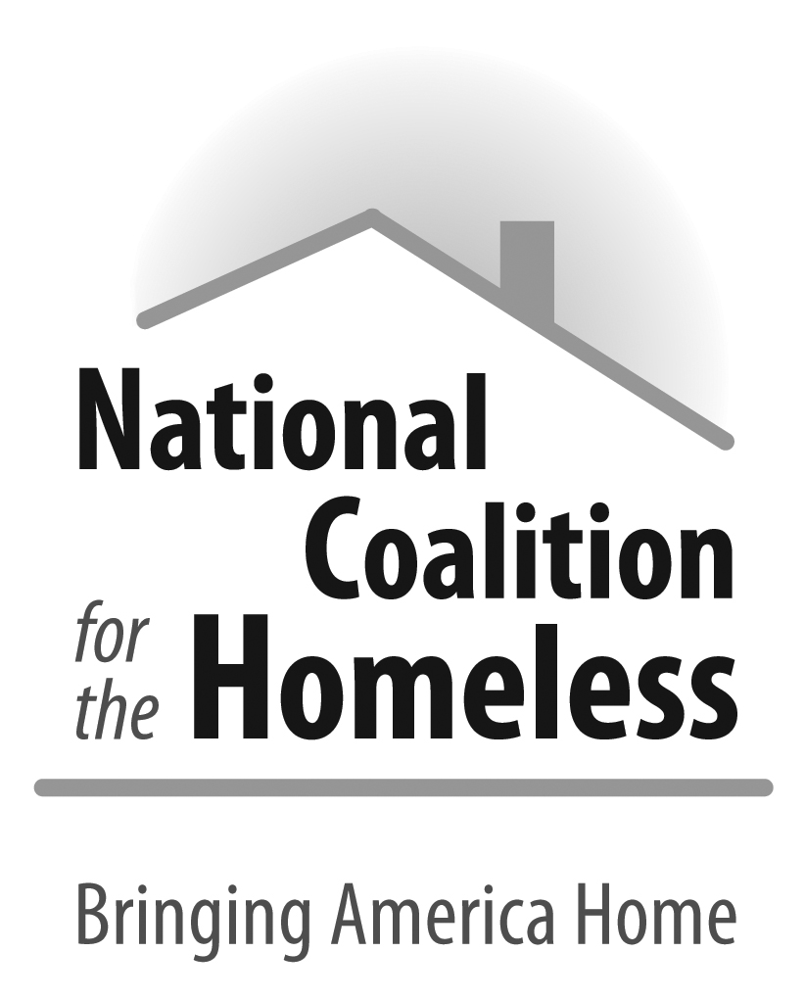 National
Coalition
for
the Homeless
Bringing America Home